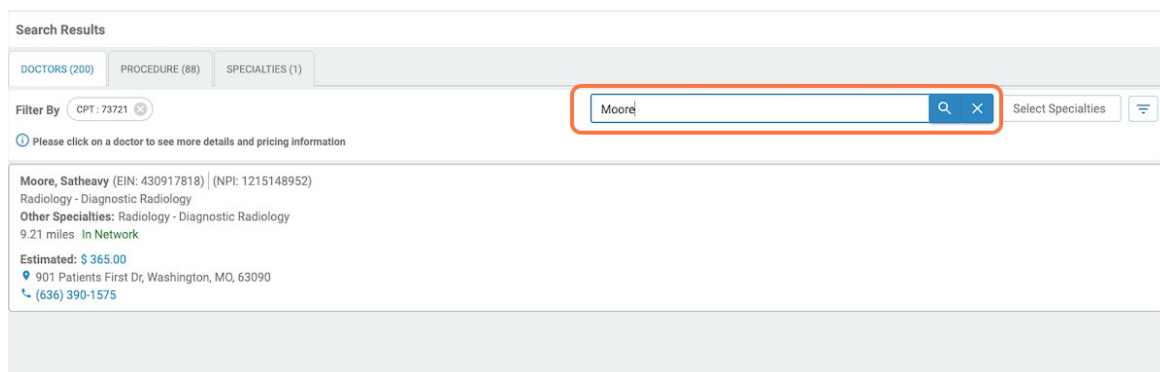 Search Results
DOCTORS (200) PROCEDURE (88) SPECIALTIES (1)
Filter By CPT : 73721 Moore Select Specialties
Please click on a doctor to see more details and pricing information
Moore, Satheavy (EIN: 430917818) | (NPI: 1215148952)
Radiology - Diagnostic Radiology
Other Specialties: Radiology - Diagnostic Radiology
9.21 miles In Network
Estimated: $ 365.00
901 Patients First Dr, Washington, MO, 63090
(636) 390-1575